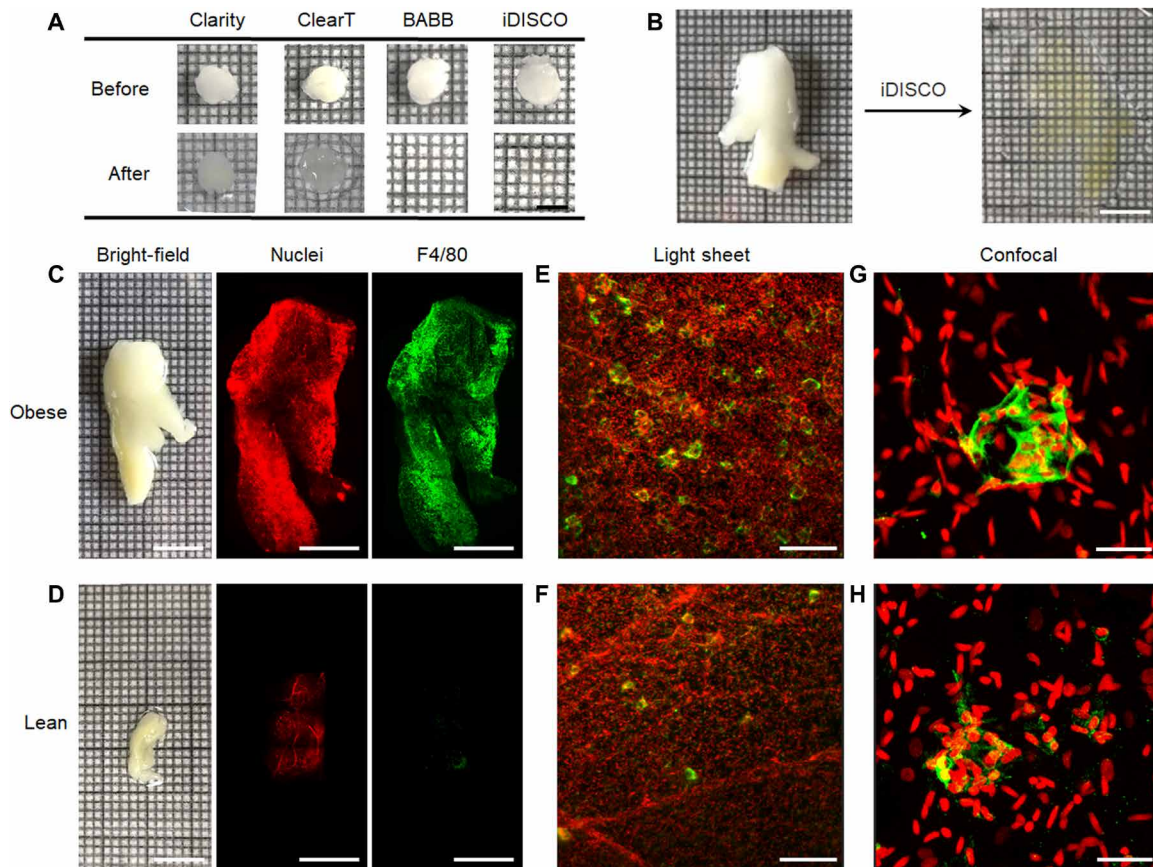 A
Clarity ClearT BABB iDISCO
Before
After
B
iDISCO
Bright-field Nuclei F4/80 Light sheet Confocal
C
E
G
Obese
D
F
H
Lean